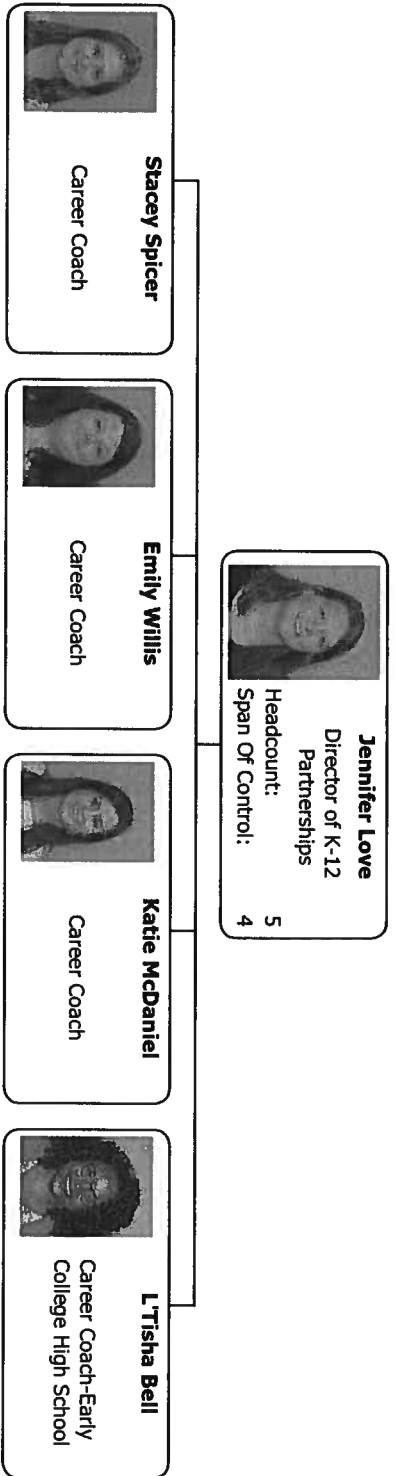 Jennifer Love
Director of K-12
Partnerships
Headcount: 5
Span Of Control: 4
Stacey Spicer
Career Coach
Emily Willis
Career Coach
Katie McDaniel
Career Coach
L'Tisha Bell
Career Coach-Early
College High School